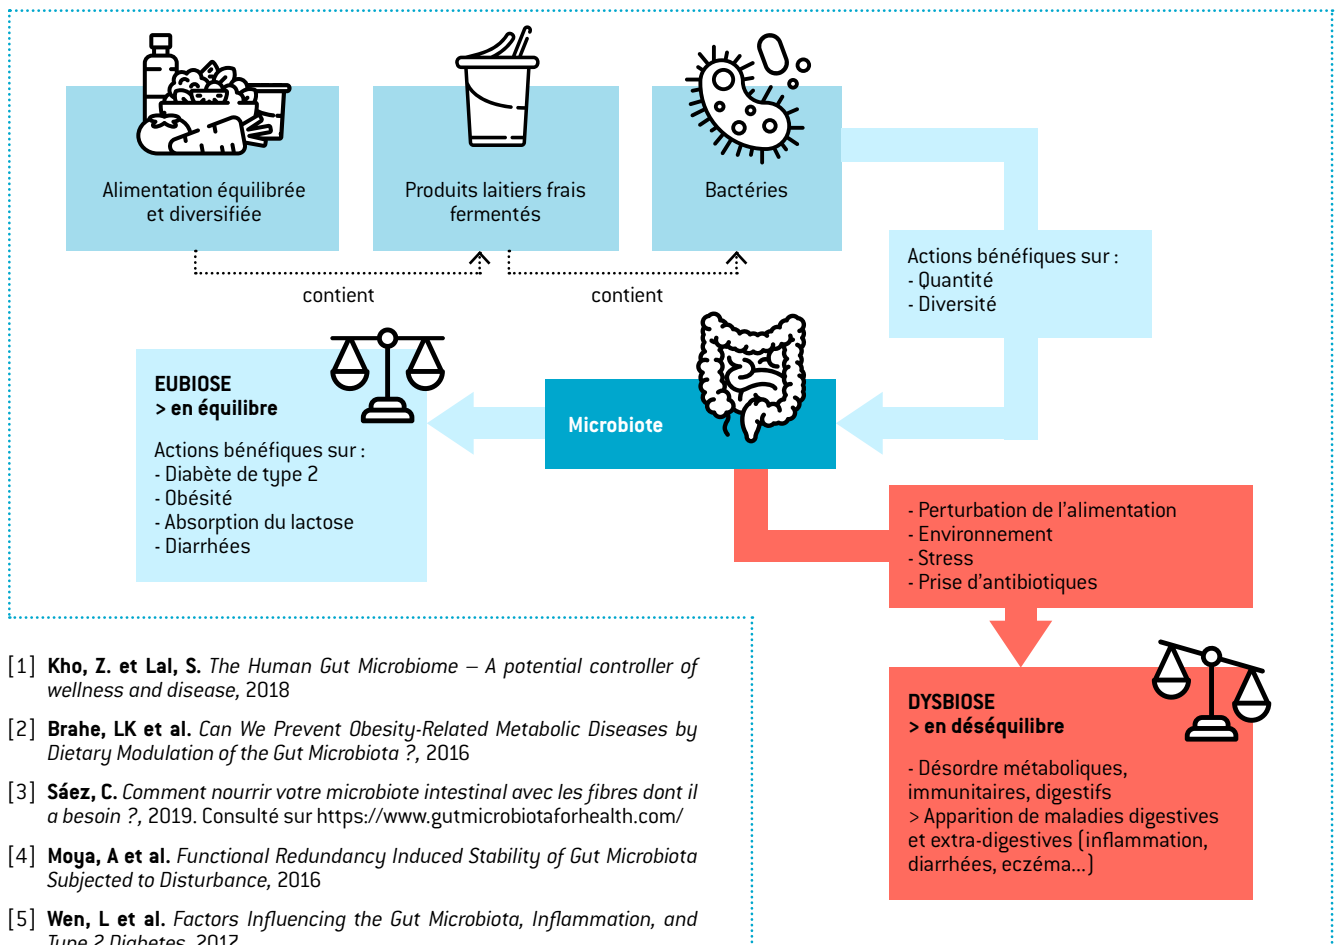 Alimentation équilibrée
et diversifiée
Produits laitiers frais
fermentés
Bactéries
contient
contient
Actions bénéfiques sur :
- Quantité
- Diversité
EUBIOSE
> en équilibre
Actions bénéfiques sur :
- Diabète de type 2
- Obésité
- Absorption du lactose
- Diarrhées
Microbiote
- Perturbation de l'alimentation
- Environnement
- Stress
- Prise d'antibiotiques
DYSBIOSE
> en déséquilibre
- Désordre métaboliques,
immunitaires, digestifs
> Apparition de maladies digestives
et extra-digestives (inflammation,
diarrhées, eczéma...)
[1] Kho, Z. et Lal, S. The Human Gut Microbiome – A potential controller of
wellness and disease, 2018
[2] Brahe, LK et al. Can We Prevent Obesity-Related Metabolic Diseases by
Dietary Modulation of the Gut Microbiota ?, 2016
[3] Sáez, C. Comment nourrir votre microbiote intestinal avec les fibres dont il
a besoin ?, 2019. Consulté sur https://www.gutmicrobiotaforhealth.com/
[4] Moya, A et al. Functional Redundancy Induced Stability of Gut Microbiota
Subjected to Disturbance, 2016
[5] Wen, L et al. Factors Influencing the Gut Microbiota, Inflammation, and
Type 2 Diabetes, 2017